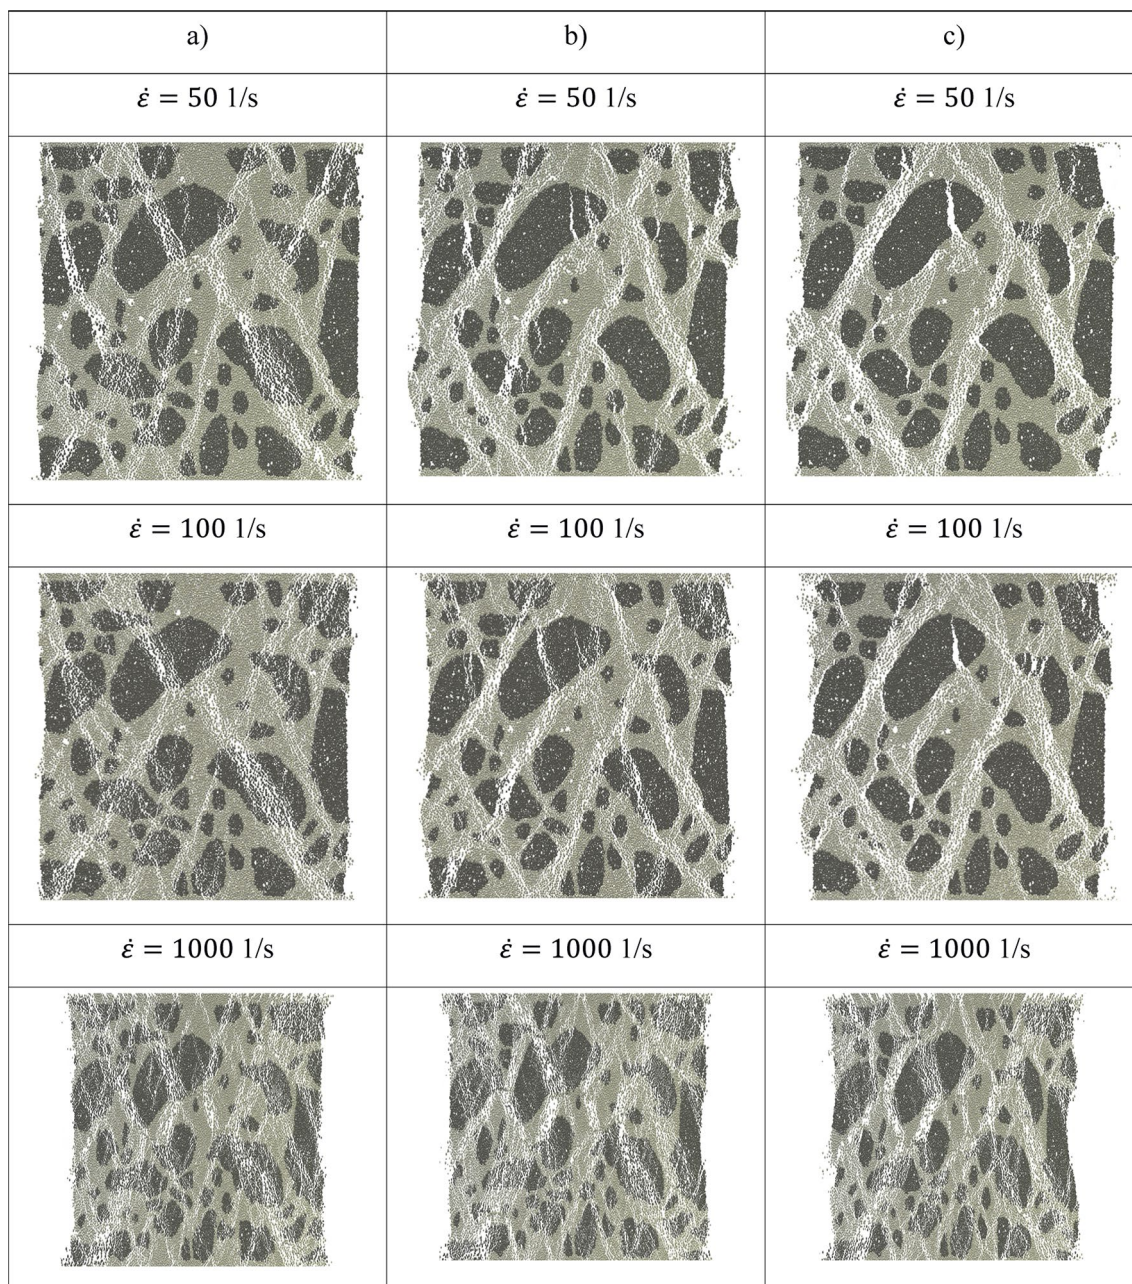 a) b) c)
𝜀̇ = 50 1/s 𝜀̇ = 50 1/s 𝜀̇ = 50 1/s
𝜀̇ = 100 1/s 𝜀̇ = 100 1/s 𝜀̇ = 100 1/s
𝜀̇ = 1000 1/s 𝜀̇ = 1000 1/s 𝜀̇ = 1000 1/s